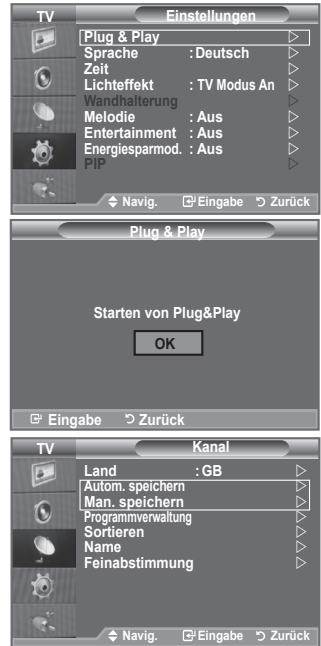 TV Einstellungen
Plug & Play
Sprache : Deutsch
Zeit
Lichteffekt : TV Modus An
Wandhalterung
Melodie : Aus
Entertainment : Aus
Energiesparmod. : Aus
PIP
Navig. Eingabe Zurück
Plug & Play
Starten von Plug&Play
OK
Eingabe Zurück
TV Kanal
Land : GB
Autom. speichern
Man. speichern
Programmverwaltung
Sortieren
Name
Feinabstimmung
Navig. Eingabe Zurück